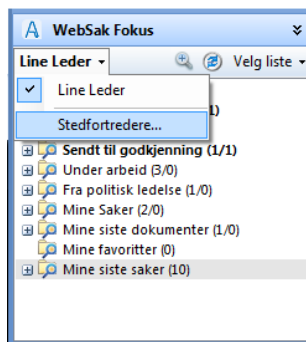 A WebSak Fokus
Line Leder Velg liste
Line Leder
1)
Stedfortredere...
Sendt til godkjenning (1/1)
Under arbeid (3/0)
Fra politisk ledelse (1/0)
Mine Saker (2/0)
Mine siste dokumenter (1/0)
Mine favoritter (0)
Mine siste saker (10)